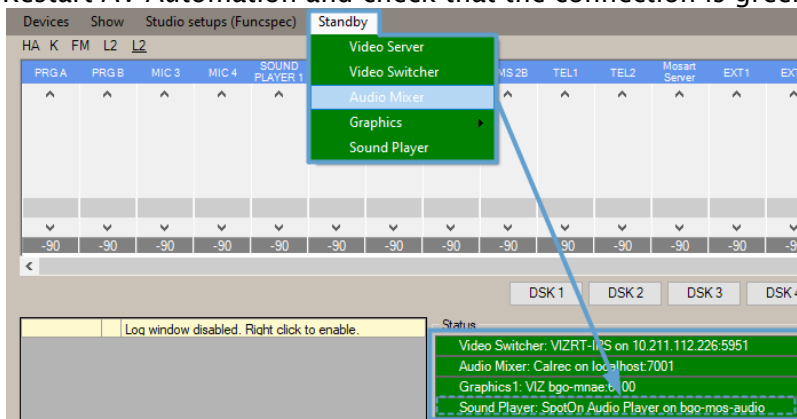 Restart AV Automation and check that the connection is green
Devices Show Studio setups (Funcspec) Standby
HA K FM L2 L2
Video Server
Video Switcher
Audio Mixer
Graphics
Sound Player
PRG A PRG B MIC 3 MIC 4 SOUND PLAYER 1 MS 2B TEL1 TEL2 Mosart Server EXT1
-90 -90 -90 -90 -90 -90 -90 -90 -90 -90 -90 -90 -90
DSK 1 DSK 2 DSK 3 DSK 4
Log window disabled. Right click to enable.
Status
Video Switcher: VIZRT-IPS on 10.211.112.226:5951
Audio Mixer: Calrec on localhost:7001
Graphics1: VIZ bgo-mnae:6100
Sound Player: SpotOn Audio Player on bgo-mos-audio